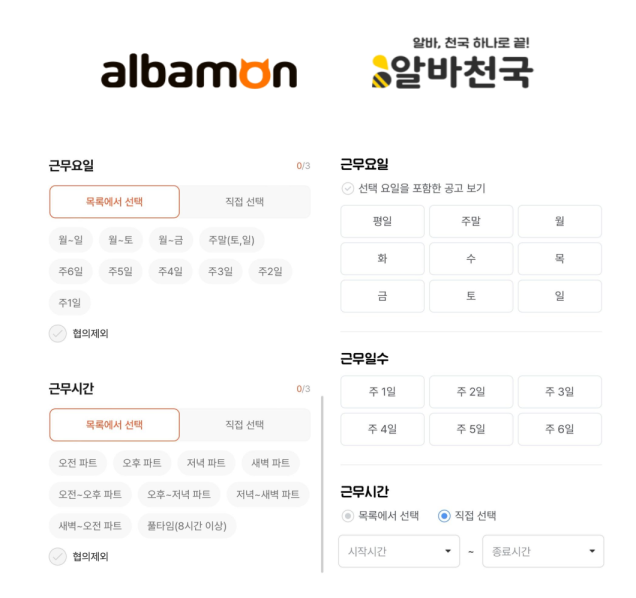 albamon
알바, 천국 하나로 끝!
알바천국
근무요일
0/3
목록에서 선택
직접 선택
월~일
월~토
월~금
주말(토,일)
주6일
주5일
주4일
주3일
주2일
주1일
협의제외
근무시간
0/3
목록에서 선택
직접 선택
오전 파트
오후 파트
저녁 파트
새벽 파트
오전~오후 파트
오후~저녁 파트
저녁~새벽 파트
새벽~오전 파트
풀타임(8시간 이상)
협의제외
근무요일
선택 요일을 포함한 공고 보기
평일
주말
월
화
수
목
금
토
일
근무일수
주 1일
주 2일
주 3일
주 4일
주 5일
주 6일
근무시간
목록에서 선택
직접 선택
시작시간
~
종료시간